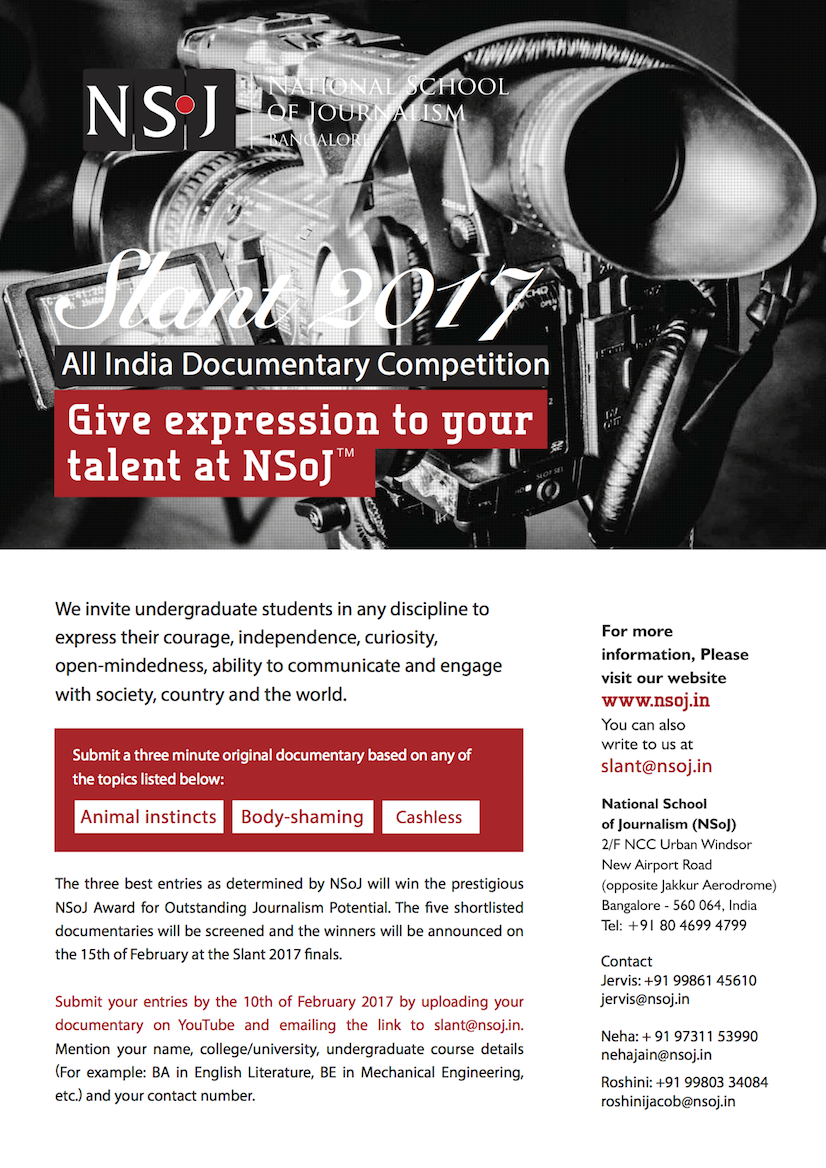 NSJ
NATIONAL SCHOOL
OF JOURNALISM
BANGALORE
Slant 2017
All India Documentary Competition
Give expression to your
talent at NSoJ™
We invite undergraduate students in any discipline to
express their courage, independence, curiosity,
open-mindedness, ability to communicate and engage
with society, country and the world.
Submit a three minute original documentary based on any of
the topics listed below:
Animal instincts Body-shaming Cashless
The three best entries as determined by NSoJ will win the prestigious
NSoJ Award for Outstanding Journalism Potential. The five shortlisted
documentaries will be screened and the winners will be announced on
the 15th of February at the Slant 2017 finals.
Submit your entries by the 10th of February 2017 by uploading your
documentary on YouTube and emailing the link to slant@nsoj.in.
Mention your name, college/university, undergraduate course details
(For example: BA in English Literature, BE in Mechanical Engineering,
etc.) and your contact number.
For more
information, Please
visit our website
www.nsoj.in
You can also
write to us at
slant@nsoj.in
National School
of Journalism (NSoJ)
2/F NCC Urban Windsor
New Airport Road
(opposite Jakkur Aerodrome)
Bangalore - 560 064, India
Tel: +91 80 4699 4799
Contact
Jervis: +91 99861 45610
jervis@nsoj.in
Neha: + 91 97311 53990
nehajain@nsoj.in
Roshini: +91 99803 34084
roshinijacob@nsoj.in